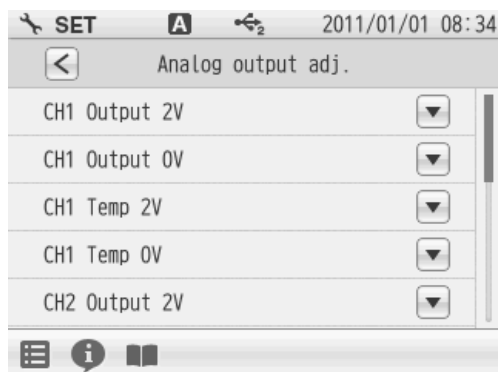 SET A 2 2011/01/01 08:34
Analog output adj.
CH1 Output 2V
CH1 Output 0V
CH1 Temp 2V
CH1 Temp 0V
CH2 Output 2V